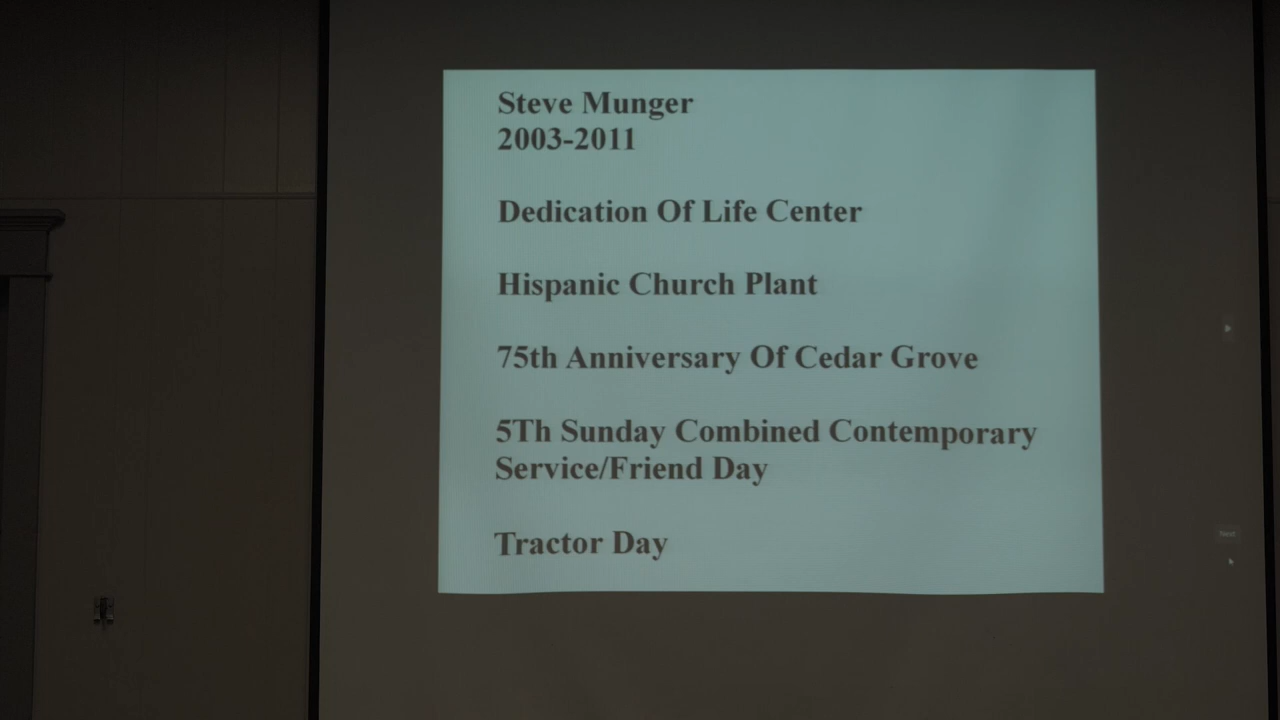 Steve Munger
2003-2011
Dedication Of Life Center
Hispanic Church Plant
75th Anniversary Of Cedar Grove
5Th Sunday Combined Contemporary
Service/Friend Day
Tractor Day
Next